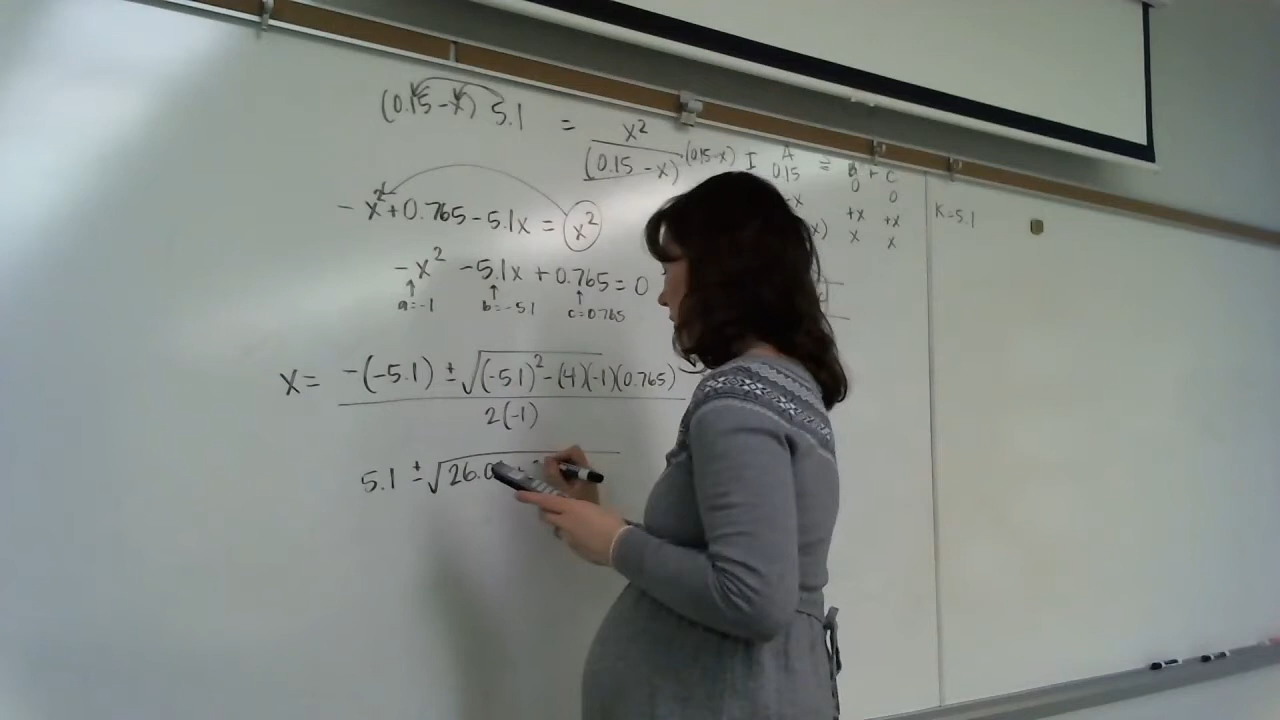 (0.15-x) 5.1 = x²
(0.15-x) (0.15-x) I A ⇌ B + C
0.15 0 0
-x +x +x
x) x x
K=5.1
-x² + 0.765 - 5.1x = x²
-x² - 5.1x + 0.765 = 0
a=-1 b=-5.1 c=0.765
x= -(-5.1) ± √(-5.1)² - (4)(-1)(0.765)
2(-1)
5.1 ± √26.0